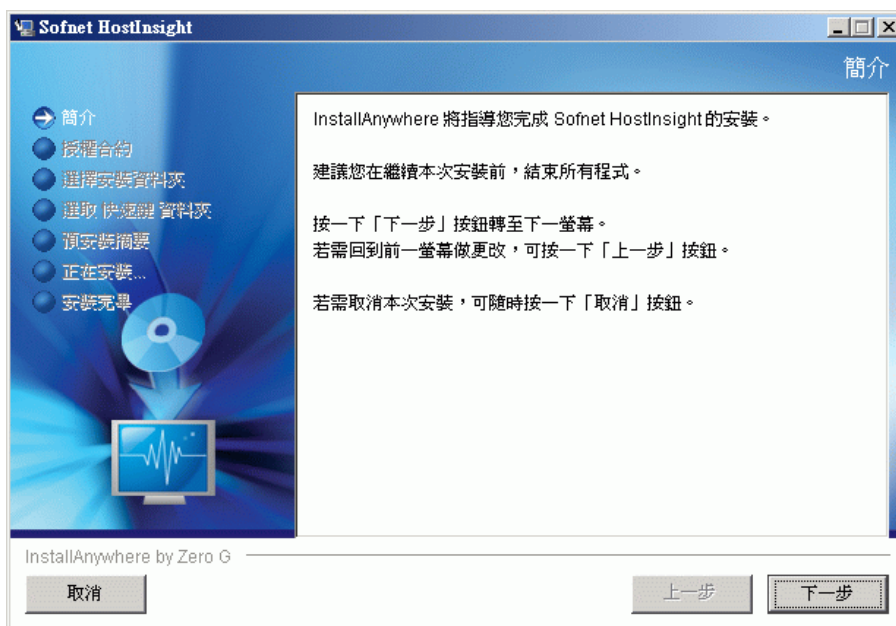 Sofnet HostInsight
簡介
簡介
授權合約
選擇安裝資料夾
選取 快速鍵 資料夾
預安裝摘要
正在安裝...
安裝完畢
InstallAnywhere 將指導您完成 Sofnet HostInsight 的安裝。
建議您在繼續本次安裝前，結束所有程式。
按一下「下一步」按鈕轉至下一螢幕。
若需回到前一螢幕做更改，可按一下「上一步」按鈕。
若需取消本次安裝，可隨時按一下「取消」按鈕。
InstallAnywhere by Zero G
取消
上一步
下一步